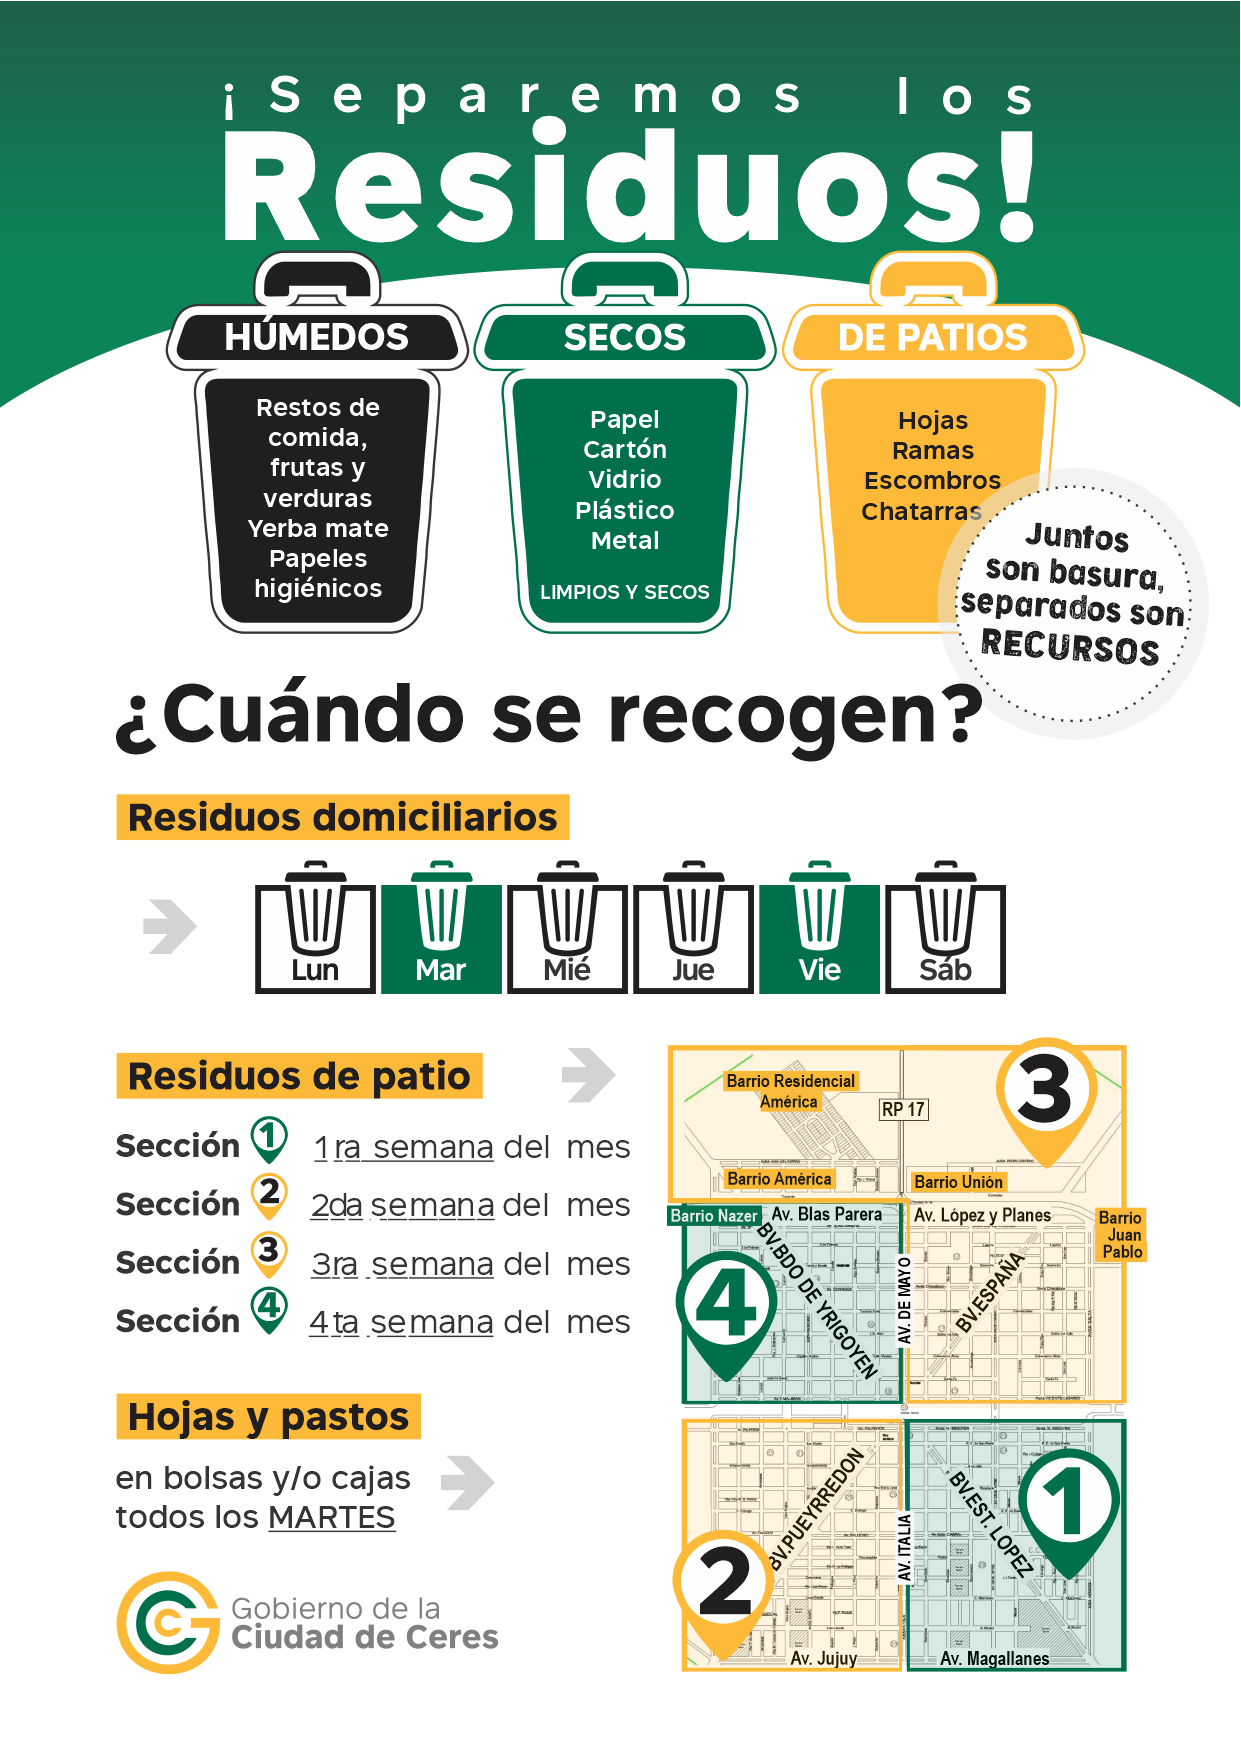 ¡Separemos los
Residuos!
HÚMEDOS
Restos de
comida,
frutas y
verduras
Yerba mate
Papeles
higiénicos
SECOS
Papel
Cartón
Vidrio
Plástico
Metal
LIMPIOS Y SECOS
DE PATIOS
Hojas
Ramas
Escombros
Chatarras
Juntos
son basura,
separados son
RECURSOS
¿Cuándo se recogen?
Residuos domiciliarios
Lun
Mar
Mié
Jue
Vie
Sáb
Residuos de patio
Sección 1 1ra semana del mes
Sección 2 2da semana del mes
Sección 3 3ra semana del mes
Sección 4 4ta semana del mes
Hojas y pastos
en bolsas y/o cajas
todos los MARTES
Gobierno de la
Ciudad de Ceres
Barrio Residencial
América
RP 17
3
Barrio América
Barrio Unión
Barrio Nazer
Av. Blas Parera
Av. López y Planes
Barrio
Juan
Pablo
4
BV.BDO DE YRIGOYEN
AV. DE MAYO
BV.ESPAÑA
BV.PUEYRREDON
AV. ITALIA
BV.EST. LOPEZ
1
2
Av. Jujuy
Av. Magallanes